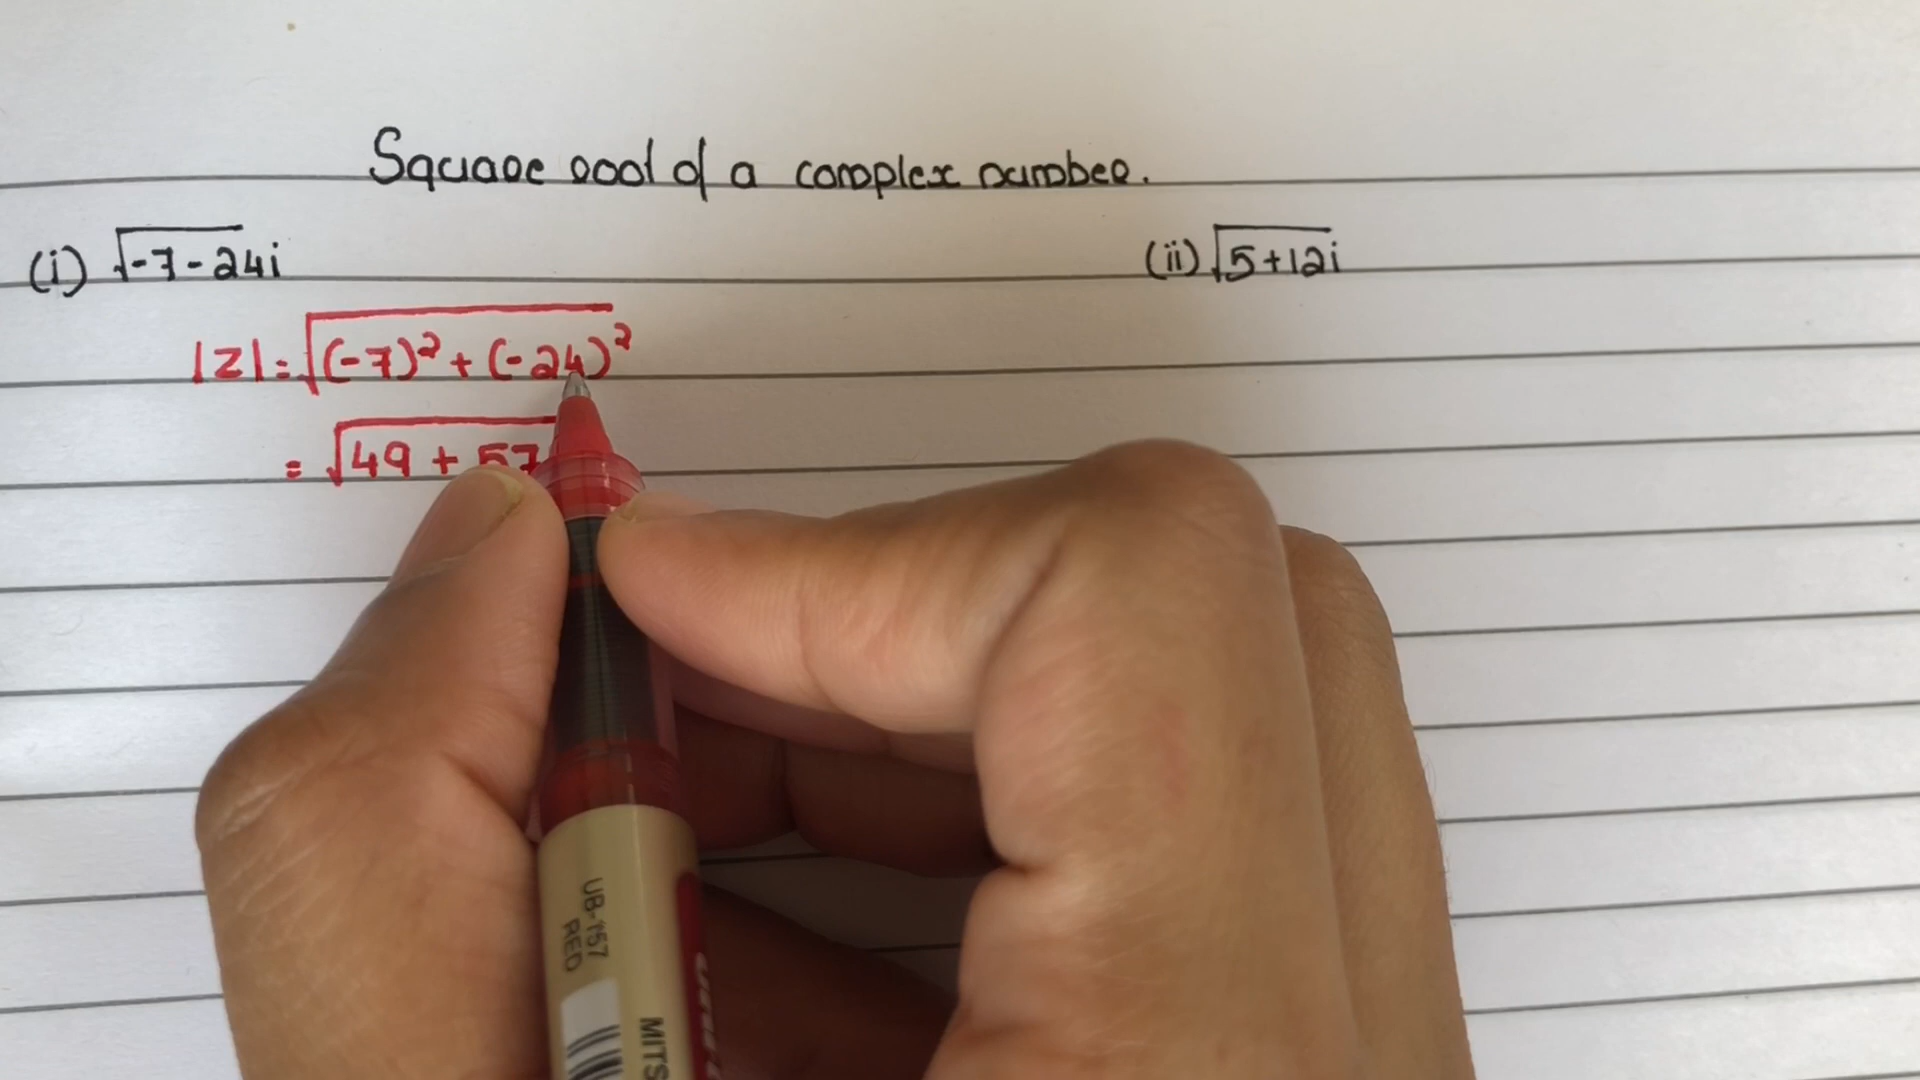 Square root of a complex number.
(i) √-7-24i
(ii) √5+12i
|Z| = √(-7)² + (-24)²
= √49 + 57
UB-157
RED
MITS